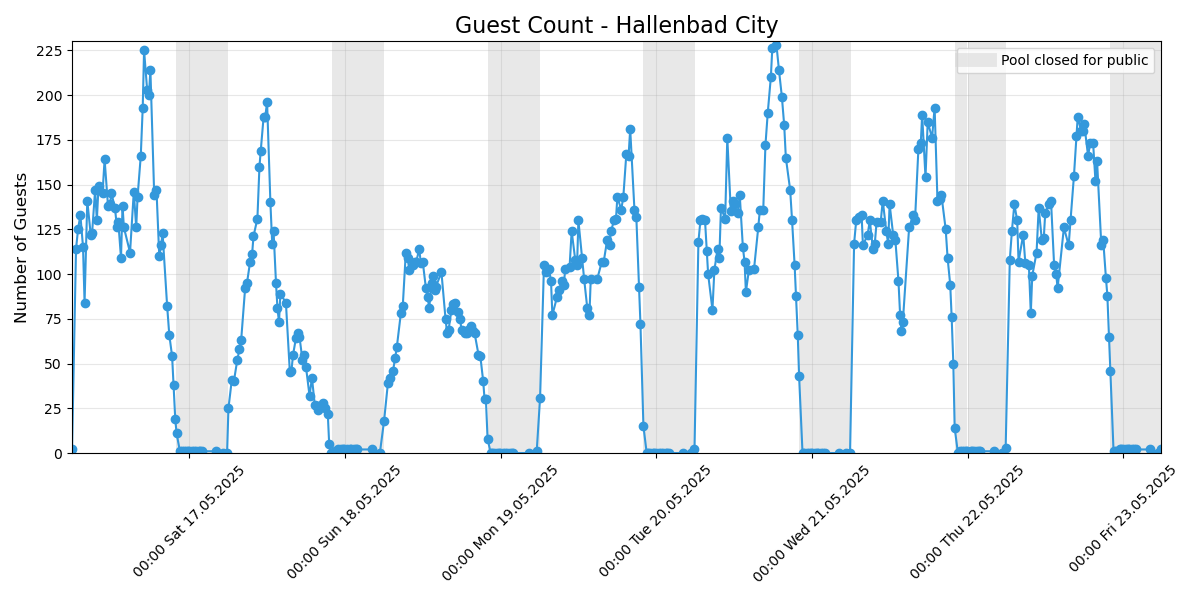 Guest Count - Hallenbad City
Pool closed for public
Number of Guests
225
200
175
150
125
100
75
50
25
0
00:00 Sat 17.05.2025
00:00 Sun 18.05.2025
00:00 Mon 19.05.2025
00:00 Tue 20.05.2025
00:00 Wed 21.05.2025
00:00 Thu 22.05.2025
00:00 Fri 23.05.2025